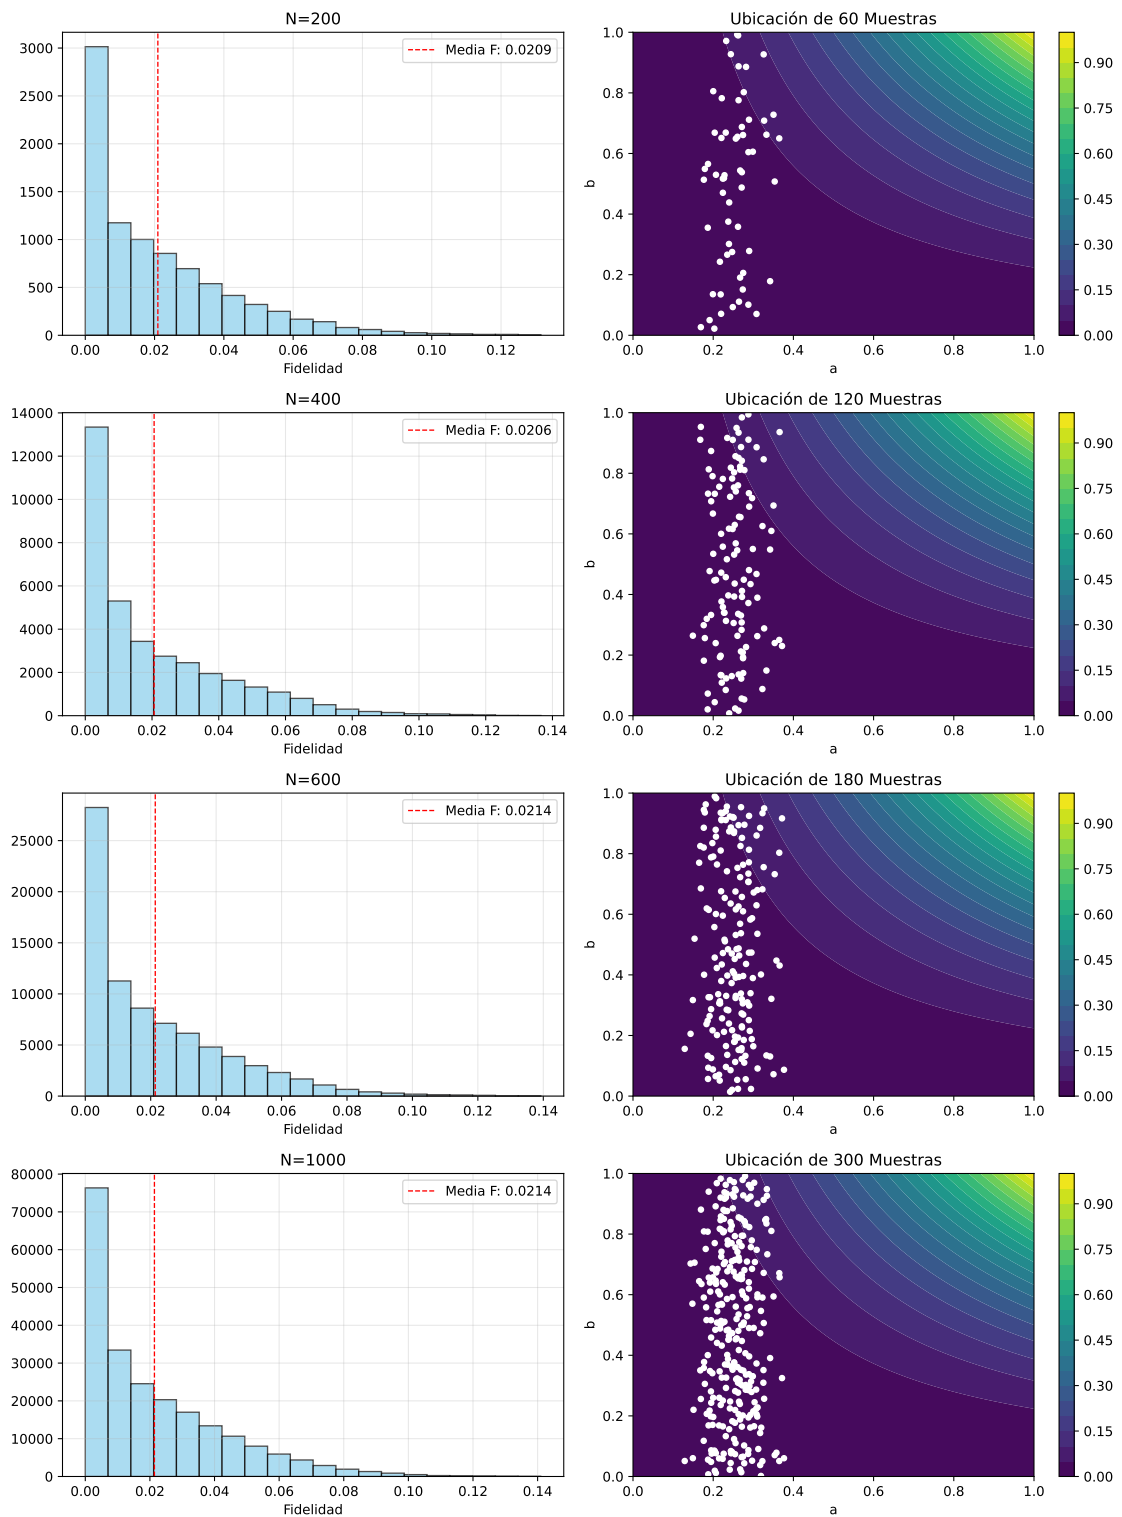 N=200
3000
2500
2000
1500
1000
500
0
0.00 0.02 0.04 0.06 0.08 0.10 0.12
Fidelidad
Media F: 0.0209
Ubicación de 60 Muestras
1.0
0.8
0.6
0.4
0.2
0.0
b
0.0 0.2 0.4 0.6 0.8 1.0
a
0.90
0.75
0.60
0.45
0.30
0.15
0.00
N=400
14000
12000
10000
8000
6000
4000
2000
0
0.00 0.02 0.04 0.06 0.08 0.10 0.12 0.14
Fidelidad
Media F: 0.0206
Ubicación de 120 Muestras
1.0
0.8
0.6
0.4
0.2
0.0
b
0.0 0.2 0.4 0.6 0.8 1.0
a
0.90
0.75
0.60
0.45
0.30
0.15
0.00
N=600
25000
20000
15000
10000
5000
0
0.00 0.02 0.04 0.06 0.08 0.10 0.12 0.14
Fidelidad
Media F: 0.0214
Ubicación de 180 Muestras
1.0
0.8
0.6
0.4
0.2
0.0
b
0.0 0.2 0.4 0.6 0.8 1.0
a
0.90
0.75
0.60
0.45
0.30
0.15
0.00
N=1000
80000
70000
60000
50000
40000
30000
20000
10000
0
0.00 0.02 0.04 0.06 0.08 0.10 0.12 0.14
Fidelidad
Media F: 0.0214
Ubicación de 300 Muestras
1.0
0.8
0.6
0.4
0.2
0.0
b
0.0 0.2 0.4 0.6 0.8 1.0
a
0.90
0.75
0.60
0.45
0.30
0.15
0.00